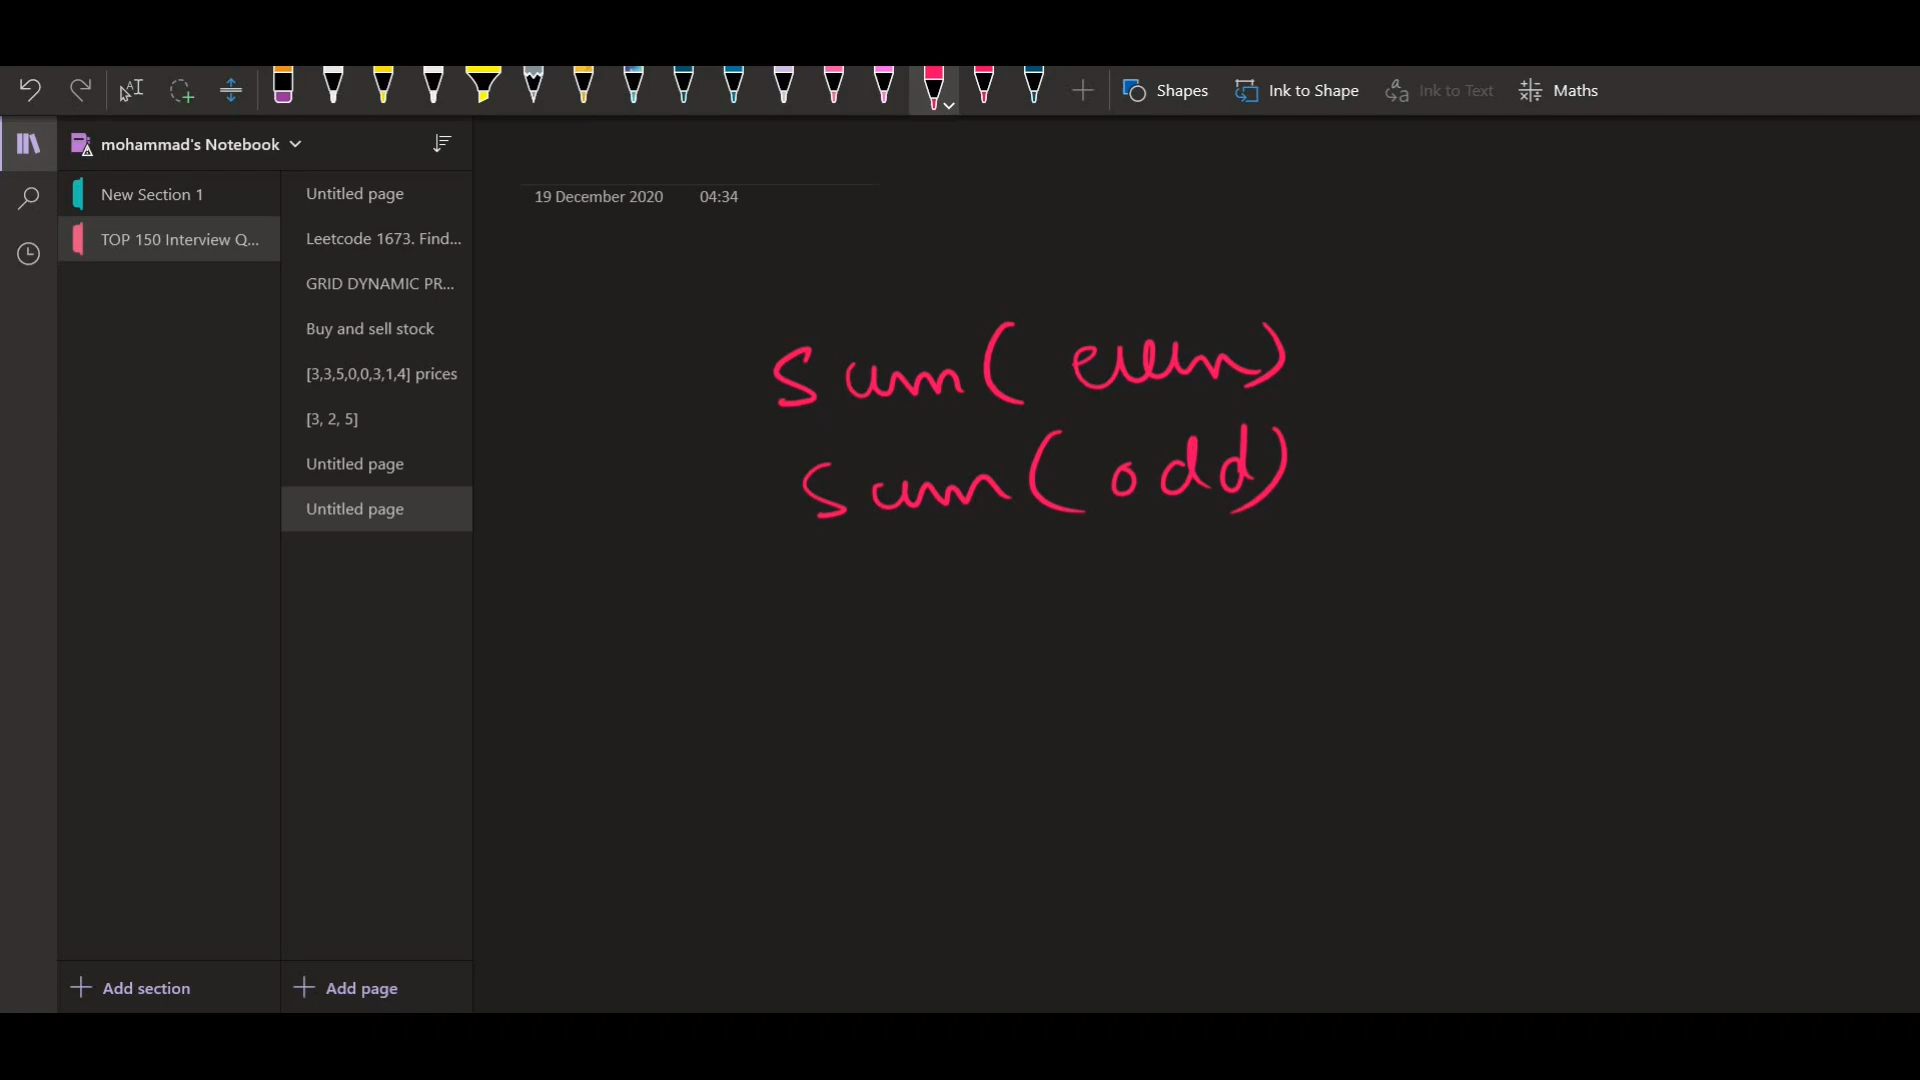 Shapes
Ink to Shape
Ink to Text
Maths
mohammad's Notebook
New Section 1
TOP 150 Interview Q...
Untitled page
Leetcode 1673. Find...
GRID DYNAMIC PR...
Buy and sell stock
[3,3,5,0,0,3,1,4] prices
[3, 2, 5]
Untitled page
Untitled page
Add section
Add page
19 December 2020 04:34
sum( even)
sum( odd)